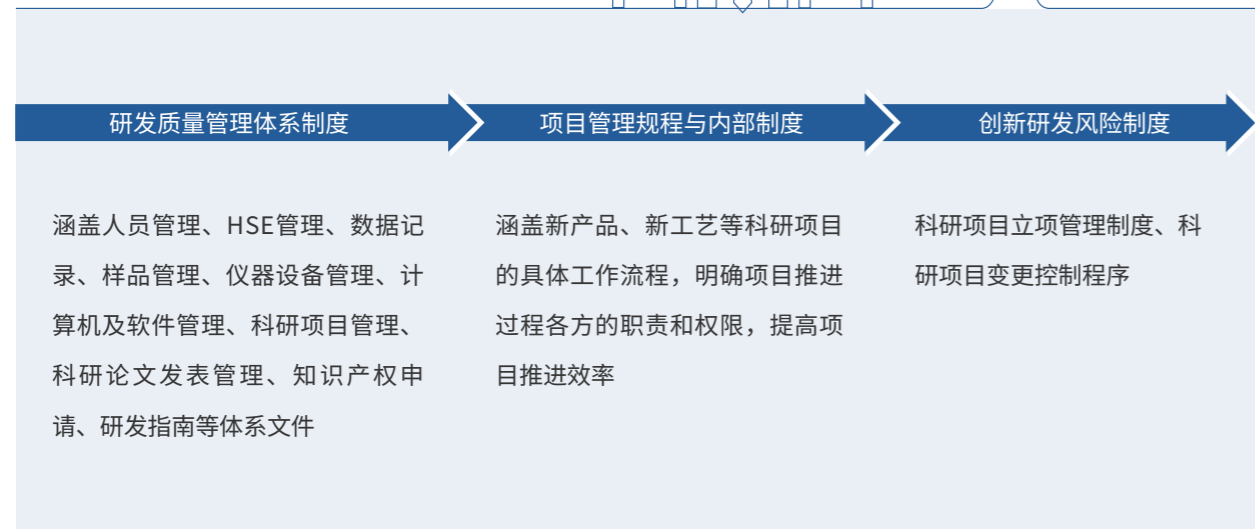 研发质量管理体系制度
涵盖人员管理、HSE管理、数据记
录、样品管理、仪器设备管理、计
算机及软件管理、科研项目管理、
科研论文发表管理、知识产权申
请、研发指南等体系文件
项目管理规程与内部制度
涵盖新产品、新工艺等科研项目
的具体工作流程，明确项目推进
过程各方的职责和权限，提高项
目推进效率
创新研发风险制度
科研项目立项管理制度、科
研项目变更控制程序